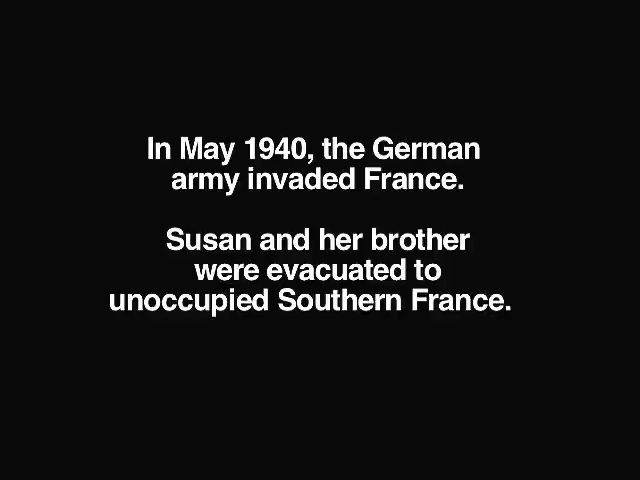 In May 1940, the German
army invaded France.
Susan and her brother
were evacuated to
unoccupied Southern France.